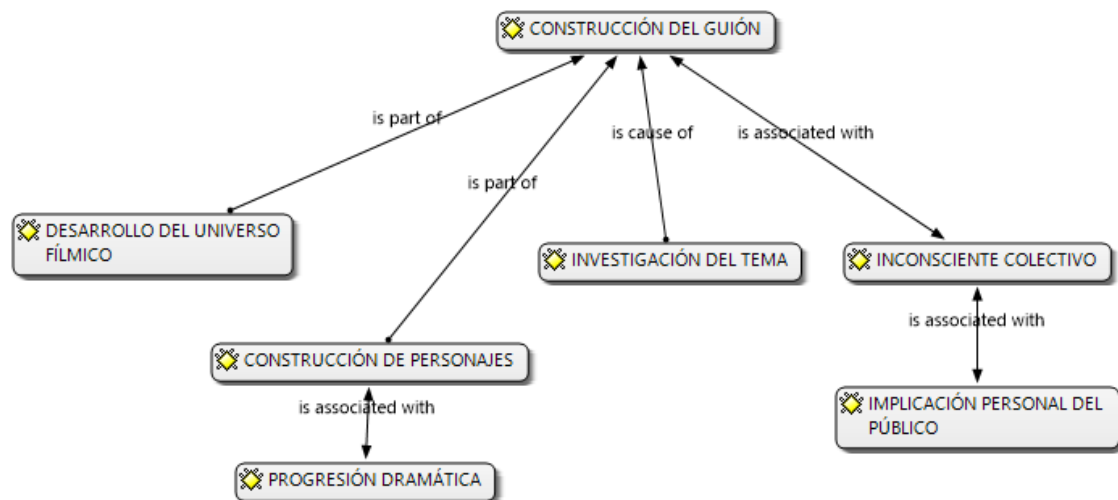 CONSTRUCCIÓN DEL GUIÓN
is part of
is cause of
is associated with
is part of
DESARROLLO DEL UNIVERSO
FÍLMICO
INVESTIGACIÓN DEL TEMA
INCONSCIENTE COLECTIVO
is associated with
CONSTRUCCIÓN DE PERSONAJES
is associated with
IMPLICACIÓN PERSONAL DEL
PÚBLICO
PROGRESIÓN DRAMÁTICA